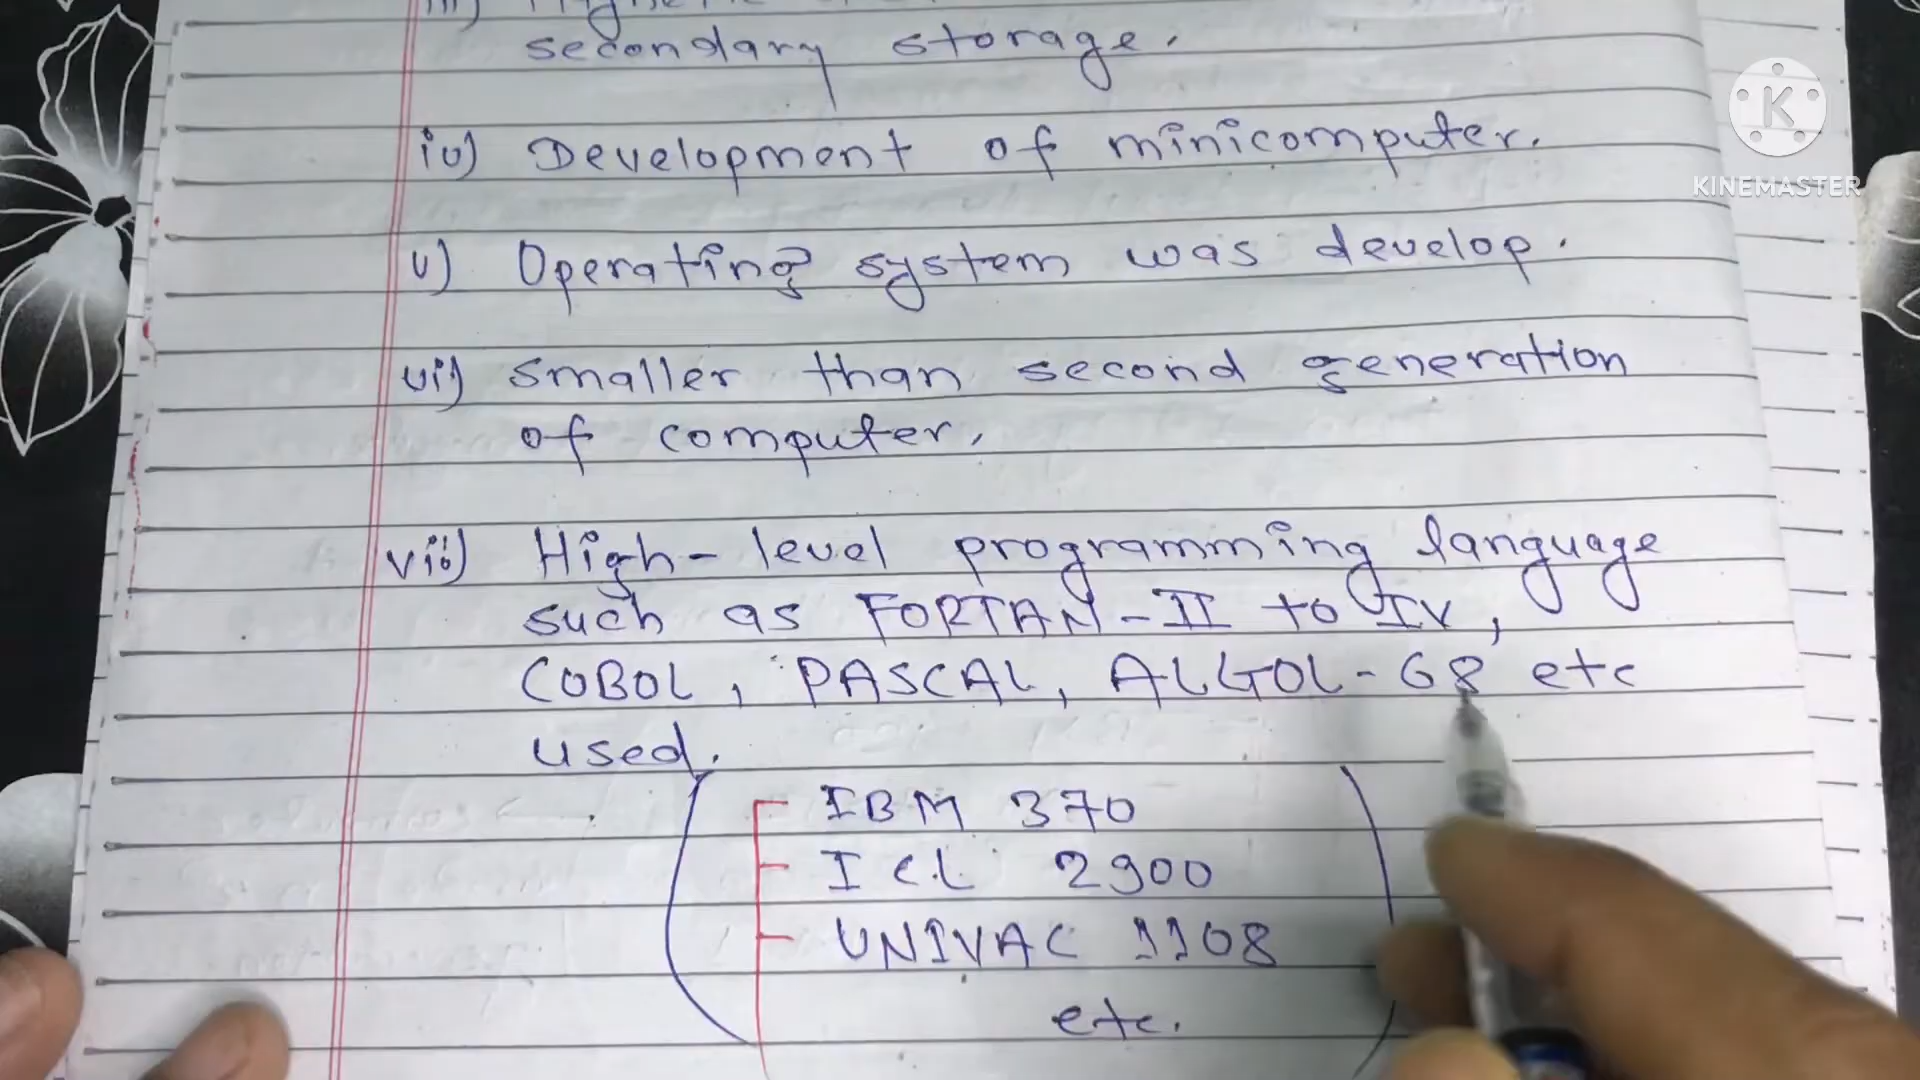 iii)
secondary storage.
iv) Development of minicomputer.
v) Operating system was develop.
vi) smaller than second generation
of computer.
vii) High-level programming language
such as FORTAN-II to IV,
COBOL, PASCAL, ALGOL-68 etc
used.
IBM 370
ICL 2900
UNIVAC 1108
etc.
KINEMASTER